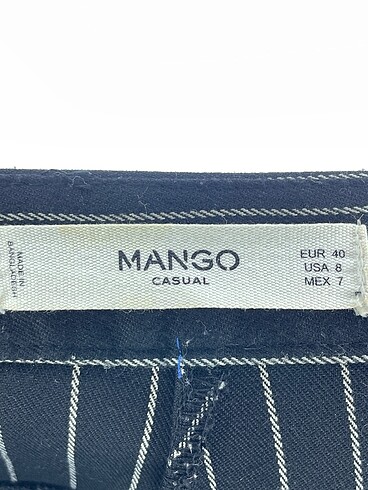 MADE IN
BANGLADESH
MANGO
CASUAL
EUR 40
USA 8
MEX 7